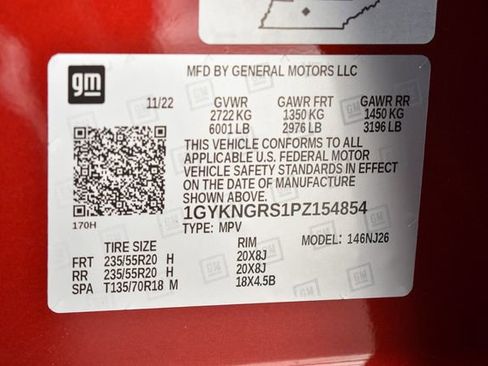 gm
MFD BY GENERAL MOTORS LLC
11/22 GVWR GAWR FRT GAWR RR
2722 KG 1350 KG 1450 KG
6001 LB 2976 LB 3196 LB
THIS VEHICLE CONFORMS TO ALL
APPLICABLE U.S. FEDERAL MOTOR
VEHICLE SAFETY STANDARDS IN EFFECT
ON THE DATE OF MANUFACTURE
SHOWN ABOVE.
1GYKNGRS1PZ154854
170H TYPE: MPV
TIRE SIZE RIM MODEL: 146NJ26
FRT 235/55R20 H 20X8J
RR 235/55R20 H 20X8J
SPA T135/70R18 M 18X4.5B